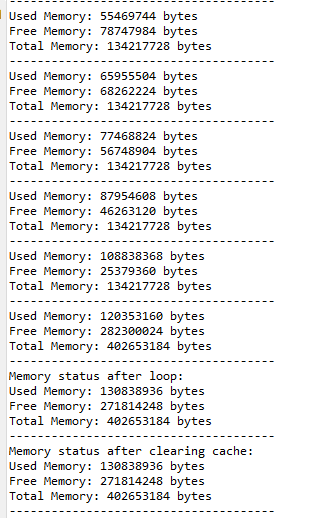 -------------------------------------
Used Memory: 55469744 bytes
Free Memory: 78747984 bytes
Total Memory: 134217728 bytes
-------------------------------------
Used Memory: 65955504 bytes
Free Memory: 68262224 bytes
Total Memory: 134217728 bytes
-------------------------------------
Used Memory: 77468824 bytes
Free Memory: 56748904 bytes
Total Memory: 134217728 bytes
-------------------------------------
Used Memory: 87954608 bytes
Free Memory: 46263120 bytes
Total Memory: 134217728 bytes
-------------------------------------
Used Memory: 108838368 bytes
Free Memory: 25379360 bytes
Total Memory: 134217728 bytes
-------------------------------------
Used Memory: 120353160 bytes
Free Memory: 282300024 bytes
Total Memory: 402653184 bytes
-------------------------------------
Memory status after loop:
Used Memory: 130838936 bytes
Free Memory: 271814248 bytes
Total Memory: 402653184 bytes
-------------------------------------
Memory status after clearing cache:
Used Memory: 130838936 bytes
Free Memory: 271814248 bytes
Total Memory: 402653184 bytes
-------------------------------------